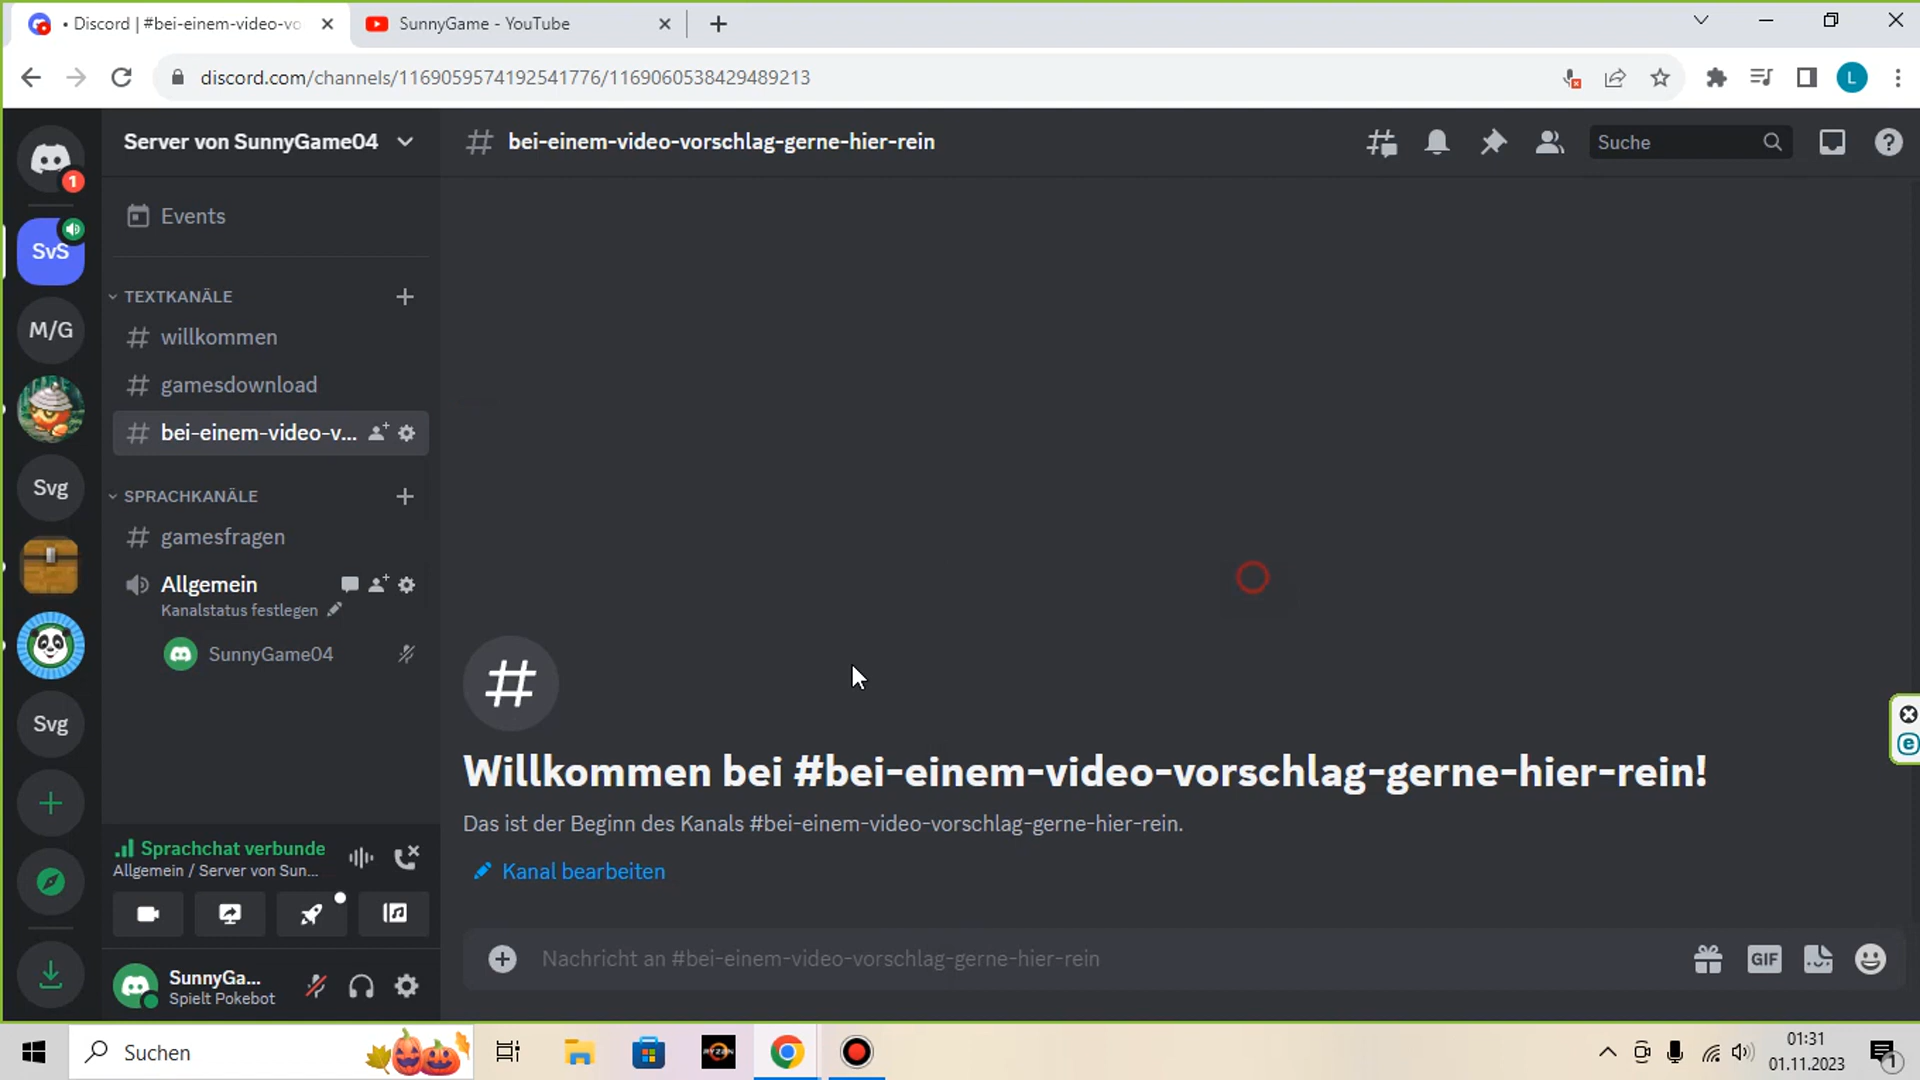 • Discord | #bei-einem-video-vo
SunnyGame - YouTube
discord.com/channels/1169059574192541776/1169060538429489213
L
1
Server von SunnyGame04
bei-einem-video-vorschlag-gerne-hier-rein
Suche
Events
SvS
M/G
TEXTKANÄLE
willkommen
gamesdownload
bei-einem-video-v...
Svg
SPRACHKANÄLE
gamesfragen
Allgemein
Kanalstatus festlegen
SunnyGame04
Svg
Willkommen bei #bei-einem-video-vorschlag-gerne-hier-rein!
Das ist der Beginn des Kanals #bei-einem-video-vorschlag-gerne-hier-rein.
Kanal bearbeiten
Sprachchat verbunde
Allgemein / Server von Sun...
Nachricht an #bei-einem-video-vorschlag-gerne-hier-rein
GIF
SunnyGa...
Spielt Pokebot
Suchen
RYZEN
01:31
01.11.2023
1